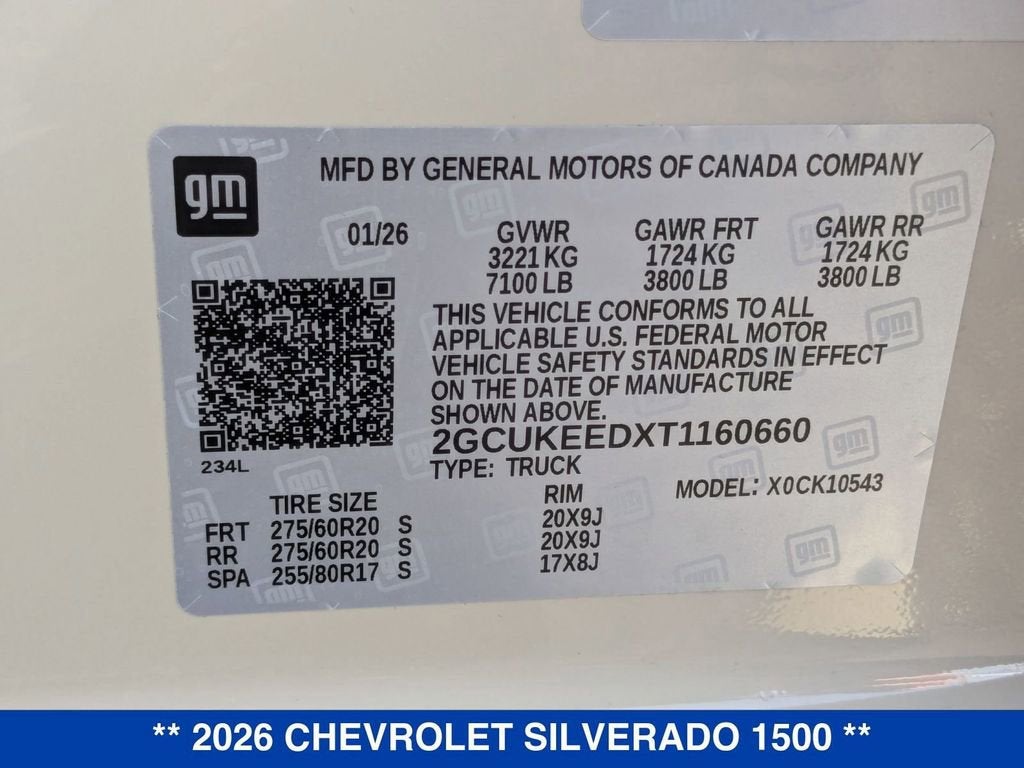 gm
MFD BY GENERAL MOTORS OF CANADA COMPANY
01/26 GVWR GAWR FRT GAWR RR
3221 KG 1724 KG 1724 KG
7100 LB 3800 LB 3800 LB
THIS VEHICLE CONFORMS TO ALL
APPLICABLE U.S. FEDERAL MOTOR
VEHICLE SAFETY STANDARDS IN EFFECT
ON THE DATE OF MANUFACTURE
SHOWN ABOVE.
2GCUKEEDXT1160660
234L
TYPE: TRUCK
MODEL: X0CK10543
TIRE SIZE RIM
FRT 275/60R20 S 20X9J
RR 275/60R20 S 20X9J
SPA 255/80R17 S 17X8J
** 2026 CHEVROLET SILVERADO 1500 **